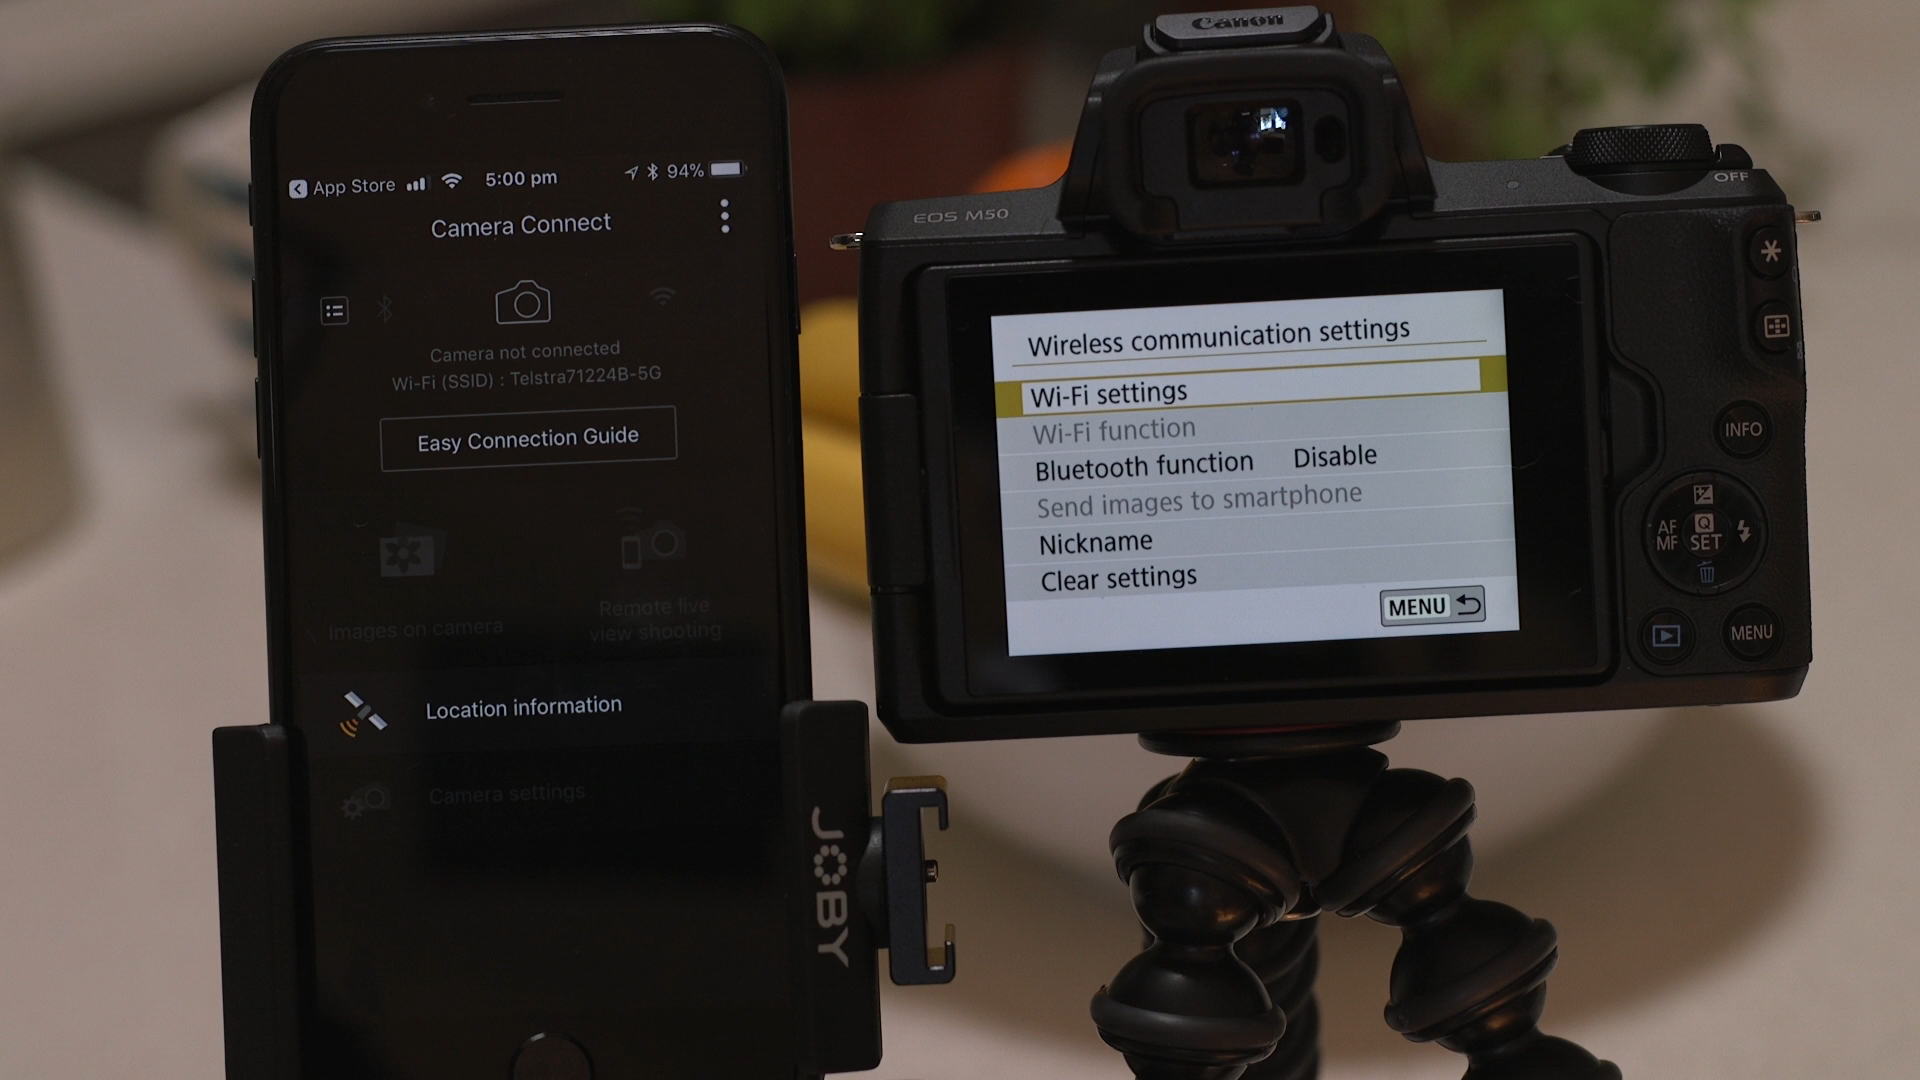 App Store
5:00 pm
94%
Camera Connect
Camera not connected
Wi-Fi (SSID) : Telstra71224B-5G
Easy Connection Guide
Images on camera
Remote live
view shooting
Location information
Camera settings
JOBY
Canon
EOS M50
OFF
Wireless communication settings
Wi-Fi settings
Wi-Fi function
Bluetooth function Disable
Send images to smartphone
Nickname
Clear settings
MENU
INFO
AF
MF
Q
SET
MENU